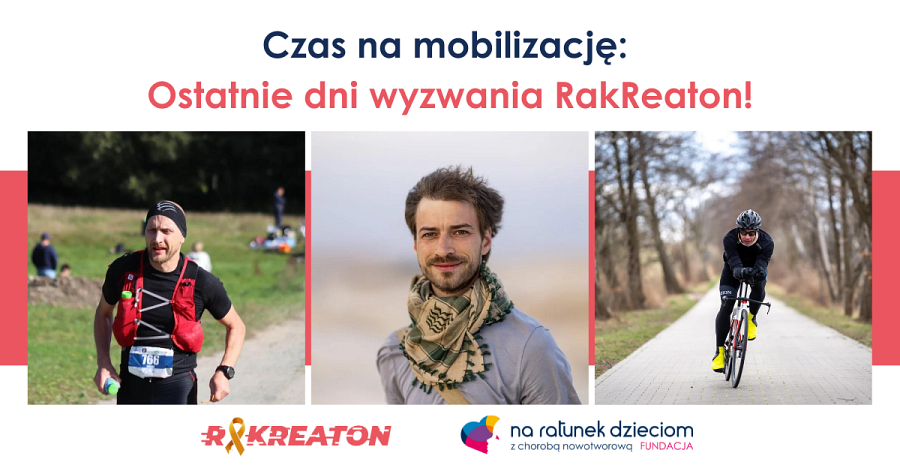 Czas na mobilizację:
Ostatnie dni wyzwania RakReaton!
766
RAKREATON
na ratunek dzieciom
z chorobą nowotworową FUNDACJA